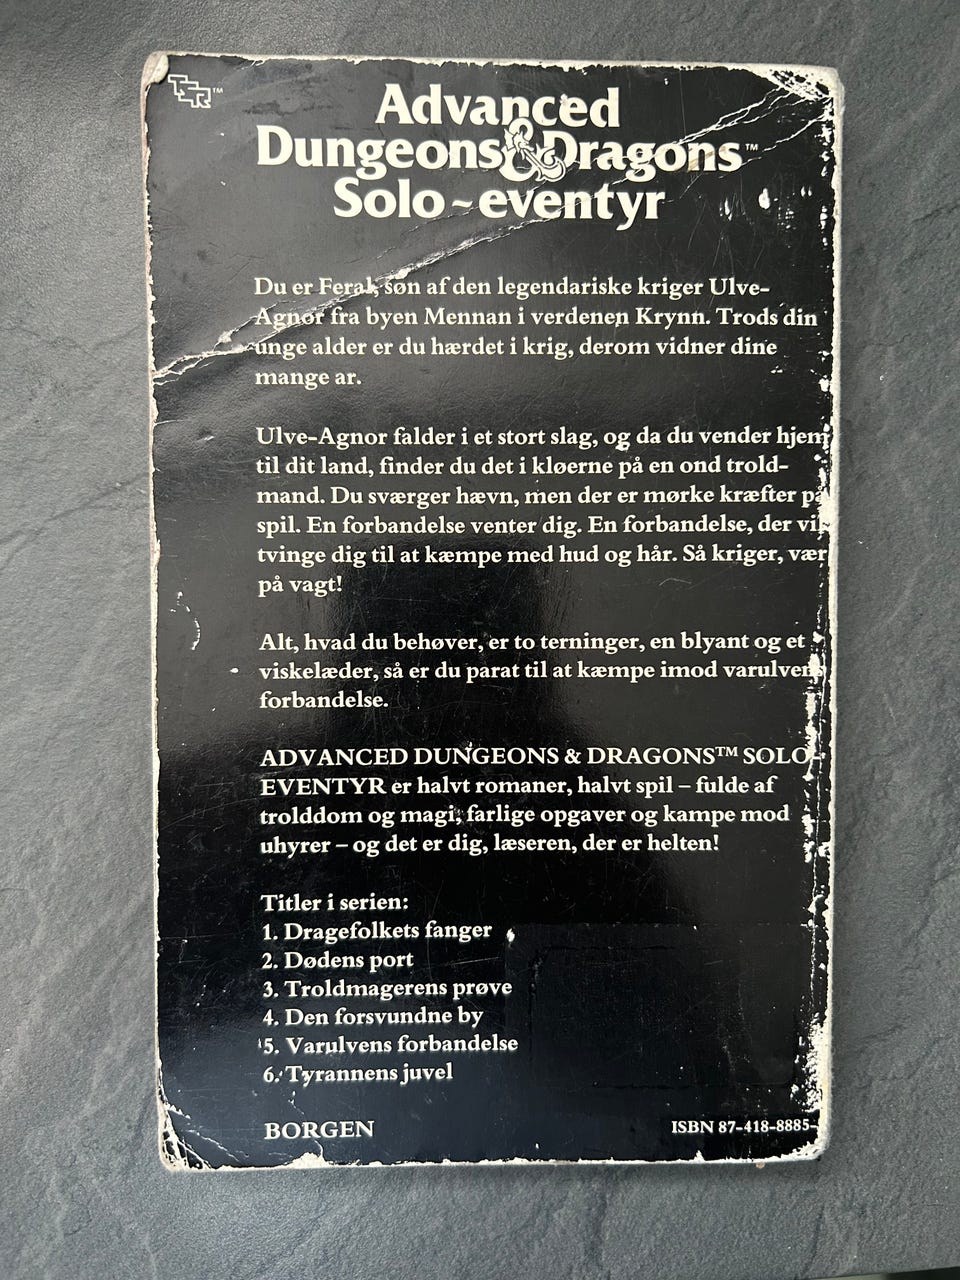 TSR™
Advanced
Dungeons & Dragons™
Solo-eventyr
Du er Feral, søn af den legendariske kriger Ulve-
Agnor fra byen Mennan i verdenen Krynn. Trods din
unge alder er du hærdet i krig, derom vidner dine
mange ar.
Ulve-Agnor falder i et stort slag, og da du vender hjem
til dit land, finder du det i kløerne på en ond trold-
mand. Du sværger hævn, men der er mørke kræfter på
spil. En forbandelse venter dig. En forbandelse, der vil
tvinge dig til at kæmpe med hud og hår. Så kriger, vær
på vagt!
Alt, hvad du behøver, er to terninger, en blyant og et
viskelæder, så er du parat til at kæmpe imod varulvens
forbandelse.
ADVANCED DUNGEONS & DRAGONS™ SOLO-
EVENTYR er halvt romaner, halvt spil – fulde af
trolddom og magi, farlige opgaver og kampe mod
uhyrer – og det er dig, læseren, der er helten!
Titler i serien:
1. Dragefolkets fanger
2. Dødens port
3. Troldmagerens prøve
4. Den forsvundne by
5. Varulvens forbandelse
6. Tyrannens juvel
BORGEN
ISBN 87-418-8885-